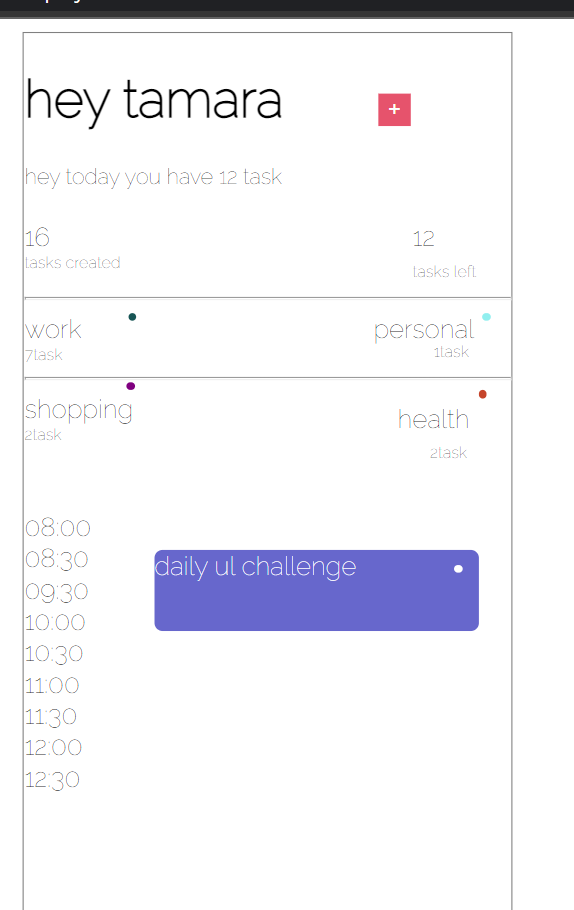 hey tamara
+
hey today you have 12 task
16
12
tasks created
tasks left
work
personal
7task
1task
shopping
health
2task
2task
08:00
08:30
daily ul challenge
09:30
10:00
10:30
11:00
11:30
12:00
12:30